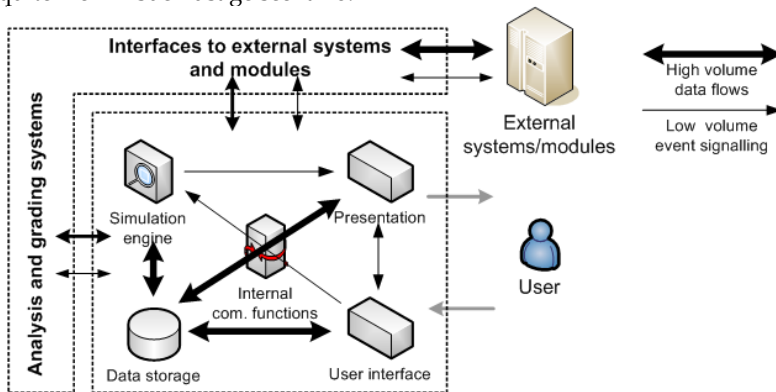 Interfaces to external systems
and modules
High volume
data flows
Low volume
event signalling
External
systems/modules
Analysis and grading systems
Simulation
engine
Presentation
Internal
com. functions
User
Data storage
User interface